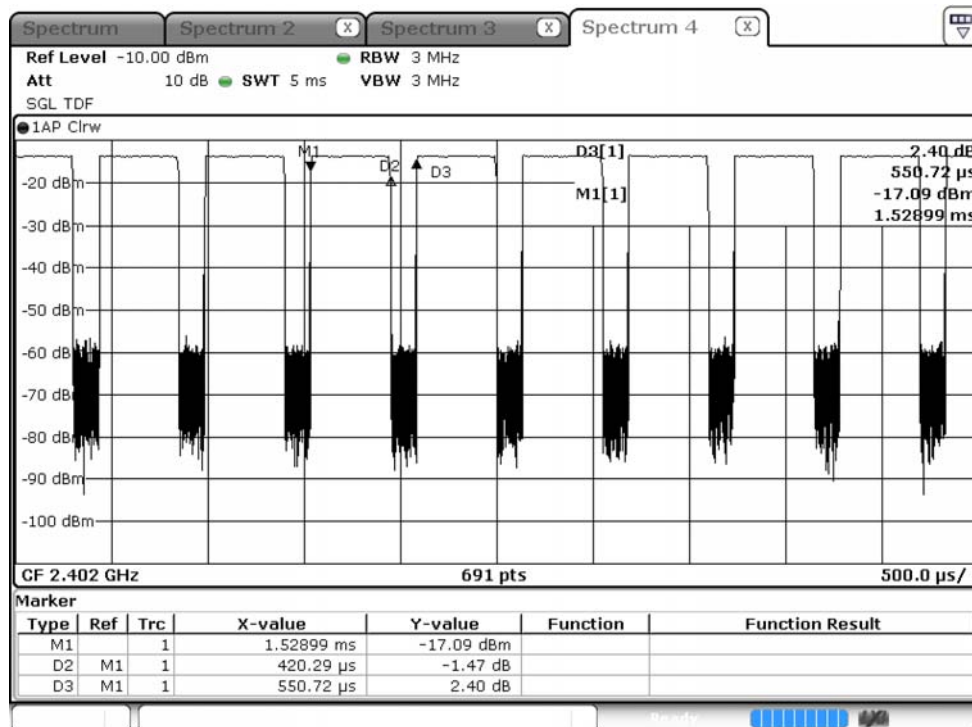 Spectrum Spectrum 2 X Spectrum 3 X Spectrum 4 X
Ref Level -10.00 dBm RBW 3 MHz
Att 10 dB SWT 5 ms VBW 3 MHz
SGL TDF
1AP Clrw
M1 D3[1] 2.40 dB
D2 D3 550.72 µs
-20 dBm M1[1] -17.09 dBm
1.52899 ms
-30 dBm
-40 dBm
-50 dBm
-60 dBm
-70 dBm
-80 dBm
-90 dBm
-100 dBm
CF 2.402 GHz 691 pts 500.0 µs/
Marker
Type Ref Trc X-value Y-value Function Function Result
M1 1 1.52899 ms -17.09 dBm
D2 M1 1 420.29 µs -1.47 dB
D3 M1 1 550.72 µs 2.40 dB
Ready